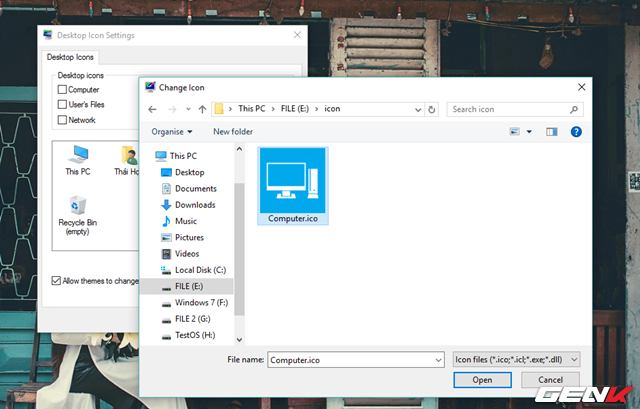 Desktop Icon Settings
Desktop Icons
Desktop icons
Computer
User's Files
Network
This PC
Recycle Bin
(empty)
Allow themes to change
Change Icon
This PC > FILE (E:) > icon
Search icon
Organise
New folder
This PC
Desktop
Documents
Downloads
Music
Pictures
Videos
Local Disk (C:)
FILE (E:)
Windows 7 (F:)
FILE 2 (G:)
TestOS (H:)
Computer.ico
File name:
Computer.ico
Icon files (*.ico;*.icl;*.exe;*.dll)
Open
Cancel
GENK